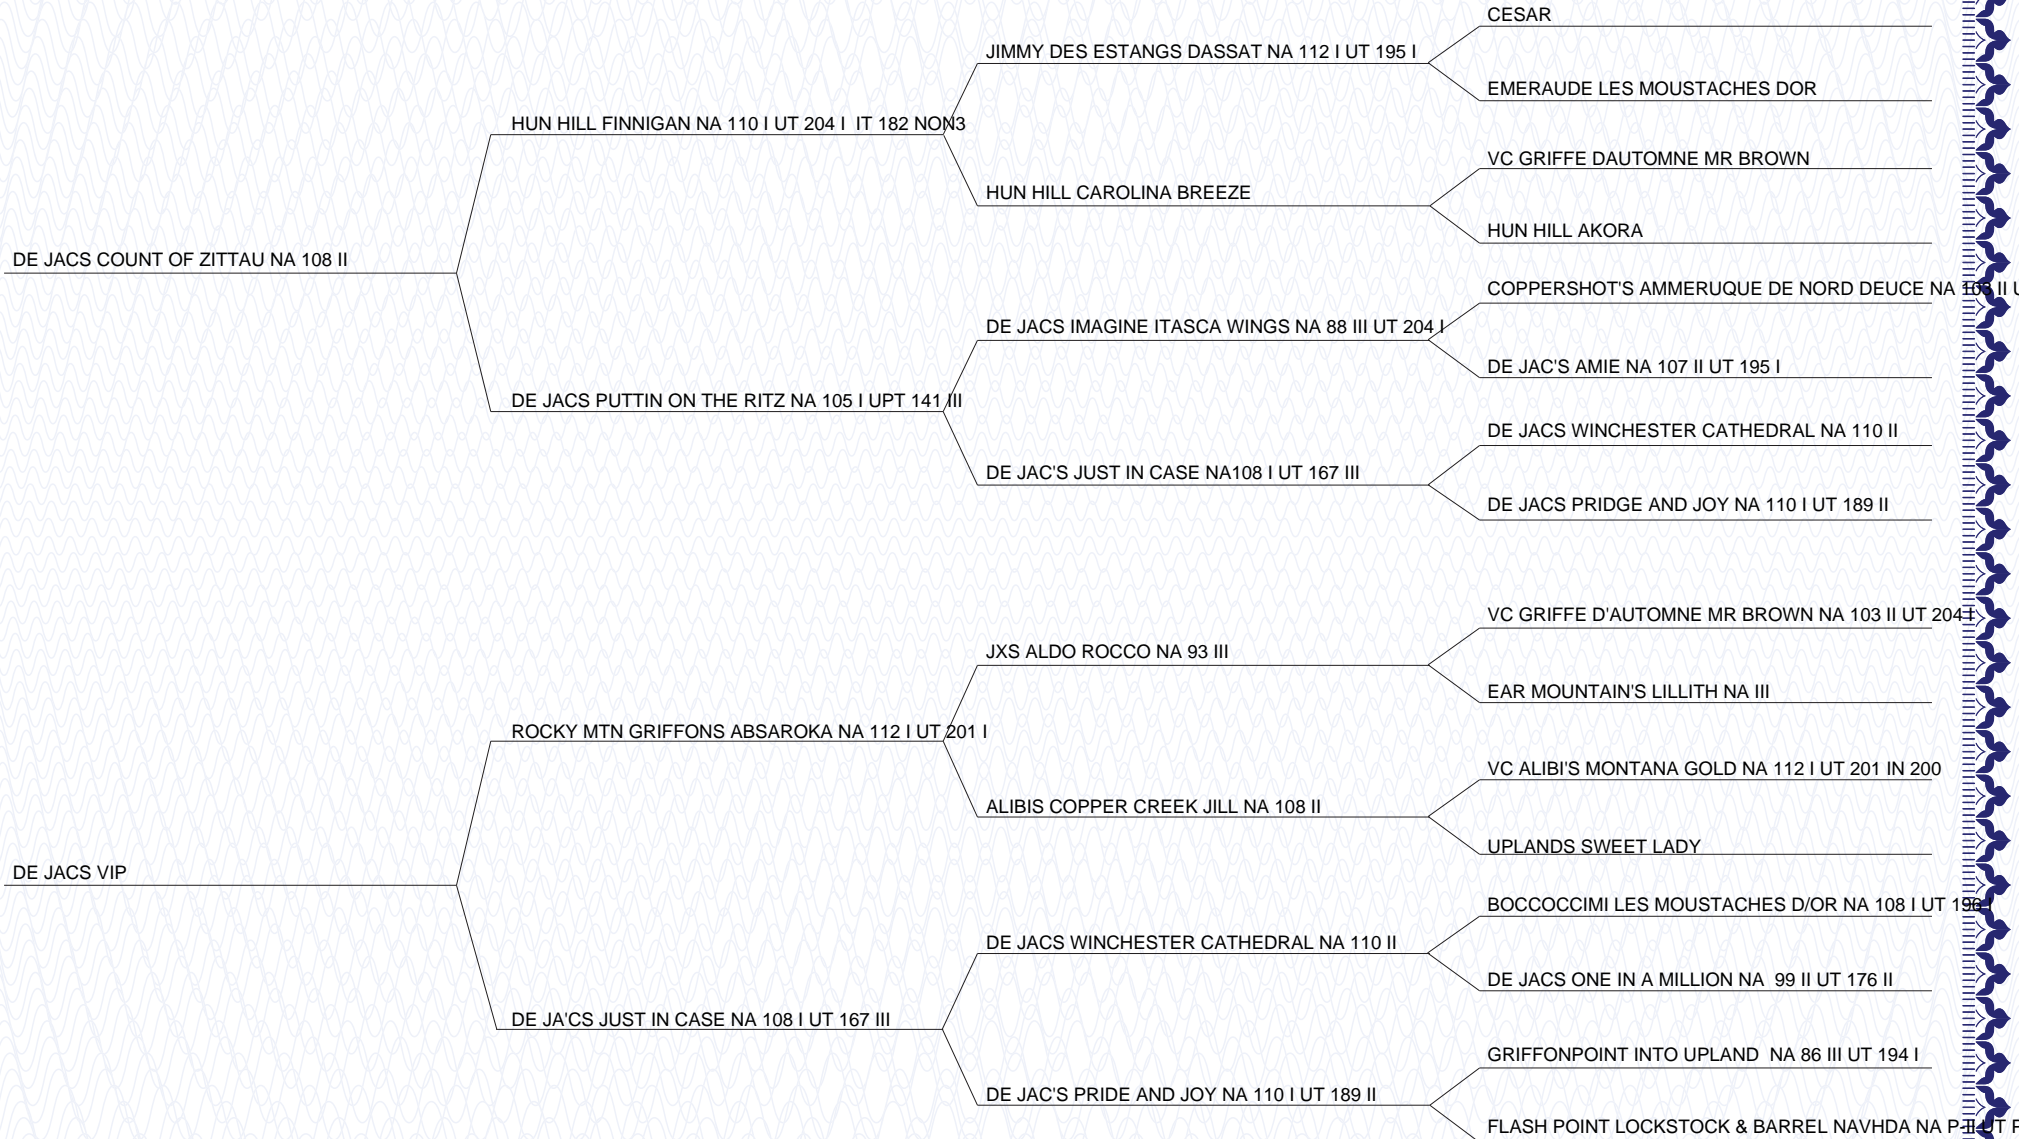 CESAR
JIMMY DES ESTANGS DASSAT NA 112 I UT 195 I
EMERAUDE LES MOUSTACHES DOR
HUN HILL FINNIGAN NA 110 I UT 204 I  IT 182 NON3
VC GRIFFE DAUTOMNE MR BROWN
HUN HILL CAROLINA BREEZE
HUN HILL AKORA
DE JACS COUNT OF ZITTAU NA 108 II
COPPERSHOT'S AMMERUQUE DE NORD DEUCE NA 103 II
DE JACS IMAGINE ITASCA WINGS NA 88 III UT 204 I
DE JAC'S AMIE NA 107 II UT 195 I
DE JACS PUTTIN ON THE RITZ NA 105 I UPT 141 III
DE JACS WINCHESTER CATHEDRAL NA 110 II
DE JAC'S JUST IN CASE NA108 I UT 167 III
DE JACS PRIDGE AND JOY NA 110 I UT 189 II
VC GRIFFE D'AUTOMNE MR BROWN NA 103 II UT 204 I
JXS ALDO ROCCO NA 93 III
EAR MOUNTAIN'S LILLITH NA III
ROCKY MTN GRIFFONS ABSAROKA NA 112 I UT 201 I
VC ALIBI'S MONTANA GOLD NA 112 I UT 201 IN 200
ALIBIS COPPER CREEK JILL NA 108 II
UPLANDS SWEET LADY
DE JACS VIP
BOCCOCCIMI LES MOUSTACHES D/OR NA 108 I UT 196 I
DE JACS WINCHESTER CATHEDRAL NA 110 II
DE JACS ONE IN A MILLION NA  99 II UT 176 II
DE JA'CS JUST IN CASE NA 108 I UT 167 III
GRIFFONPOINT INTO UPLAND  NA 86 III UT 194 I
DE JAC'S PRIDE AND JOY NA 110 I UT 189 II
FLASH POINT LOCKSTOCK & BARREL NAVHDA NA P-II UT